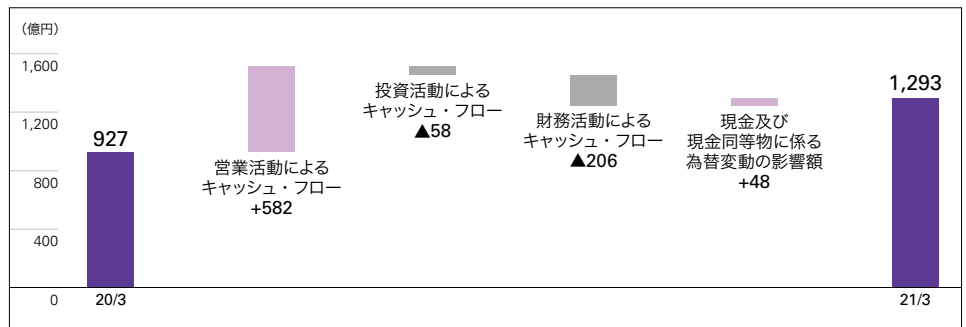 （億円）
1,600
1,200
800
400
0
927
20/3
営業活動による
キャッシュ・フロー
+582
投資活動による
キャッシュ・フロー
▲58
財務活動による
キャッシュ・フロー
▲206
現金及び
現金同等物に係る
為替変動の影響額
+48
1,293
21/3